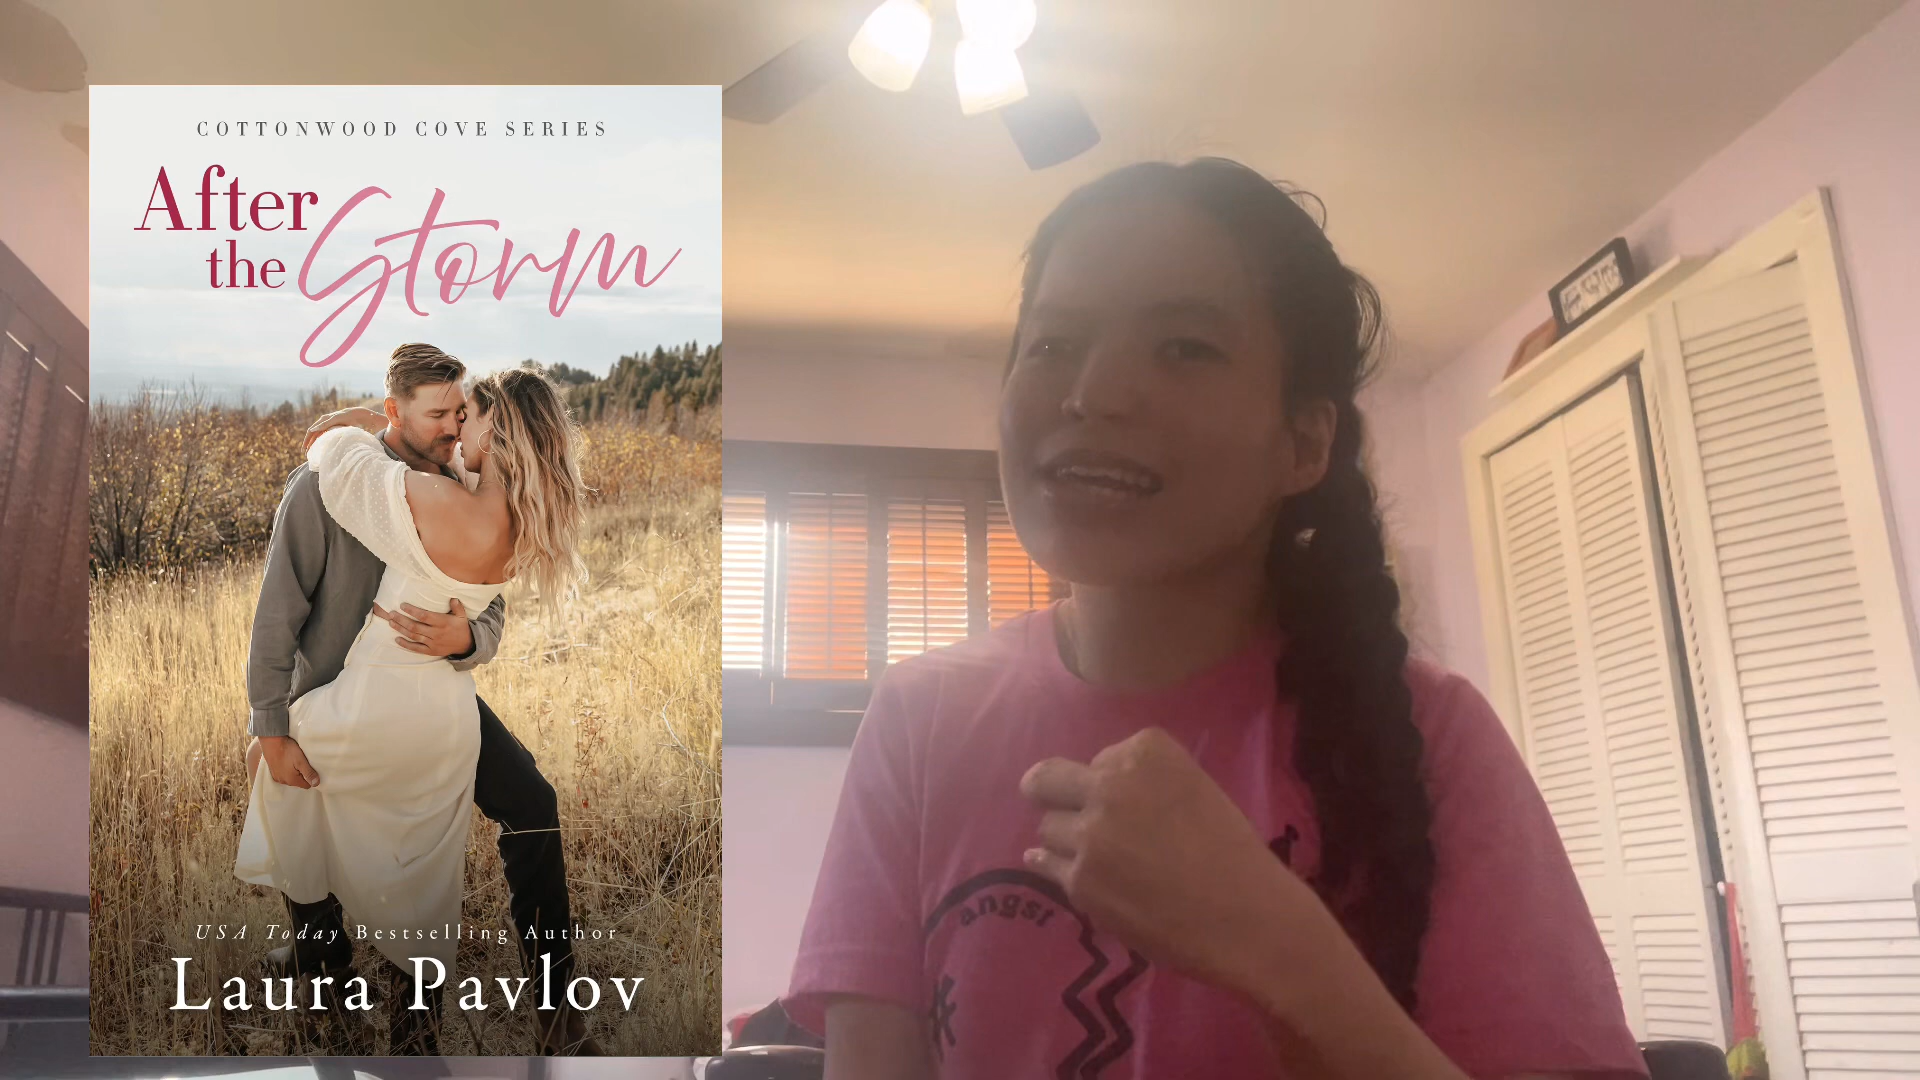 COTTONWOOD COVE SERIES
After
the Storm
USA Today Bestselling Author
Laura Pavlov
angst